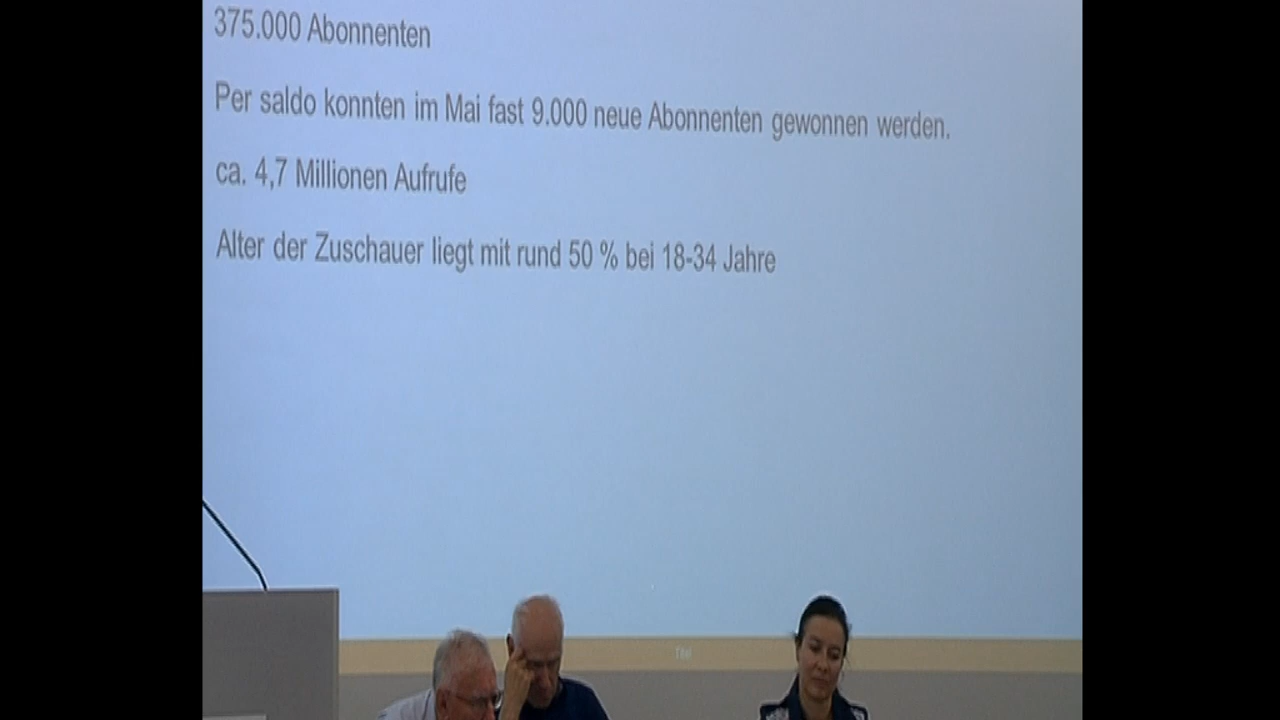 375.000 Abonnenten
Per saldo konnten im Mai fast 9.000 neue Abonnenten gewonnen werden.
ca. 4,7 Millionen Aufrufe
Alter der Zuschauer liegt mit rund 50 % bei 18-34 Jahre